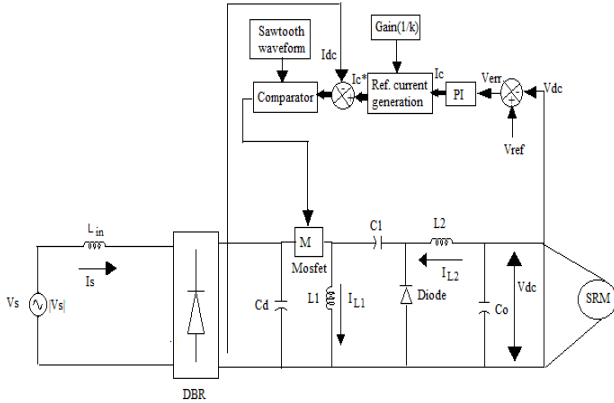 Sawtooth
waveform
Idc
Gain(1/k)
Comparator
Ic*
Ref. current
generation
Ic
PI
Verr
Vdc
Vref
Lin
Is
Vs
|Vs|
DBR
M
Mosfet
Cd
L1
IL1
C1
L2
IL2
Diode
Co
Vdc
SRM